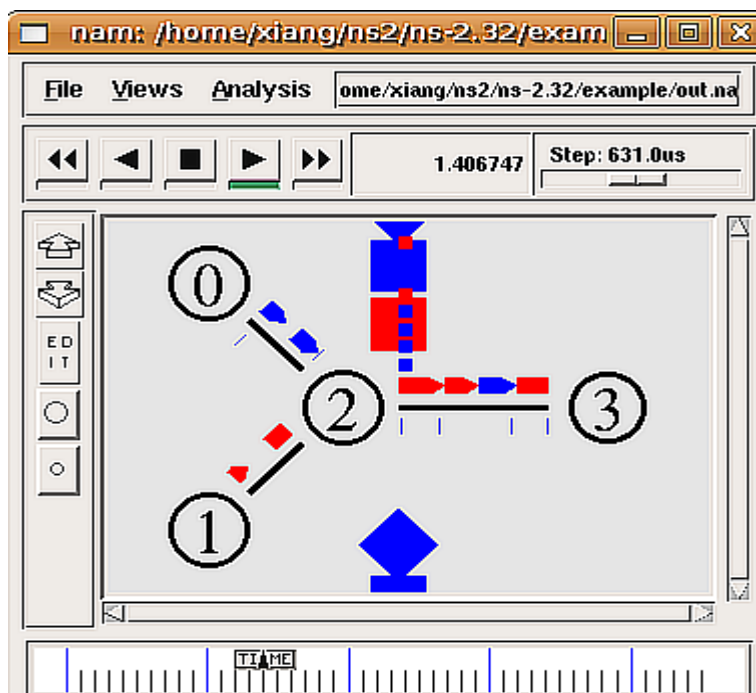 nam: /home/xiang/ns2/ns-2.32/exam
File Views Analysis ome/xiang/ns2/ns-2.32/example/out.na
1.406747 Step: 631.0us
ED
IT
0
2
3
1
TIME